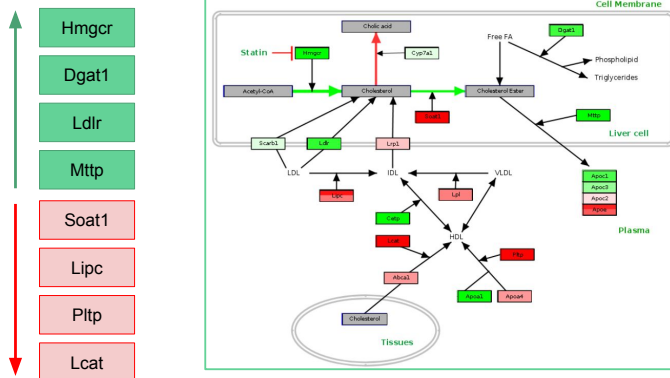 Hmgcr
Dgat1
Ldlr
Mttp
Soat1
Lipc
Pltp
Lcat
Cell Membrane
Cholic acid
Statin
Hmgcr
Cyp7a1
Free FA
Dgat1
Phospholipid
Triglycerides
Acetyl-CoA
Cholesterol
Cholesterol Ester
Soat1
Mttp
Liver cell
Scarb1
Ldlr
Lrp1
LDL
IDL
VLDL
Lipc
Lpl
Apoc1
Apoc3
Apoc2
Apoe
Plasma
Cetp
HDL
Lcat
Pltp
Abca1
Apoa1
Apoa4
Cholesterol
Tissues